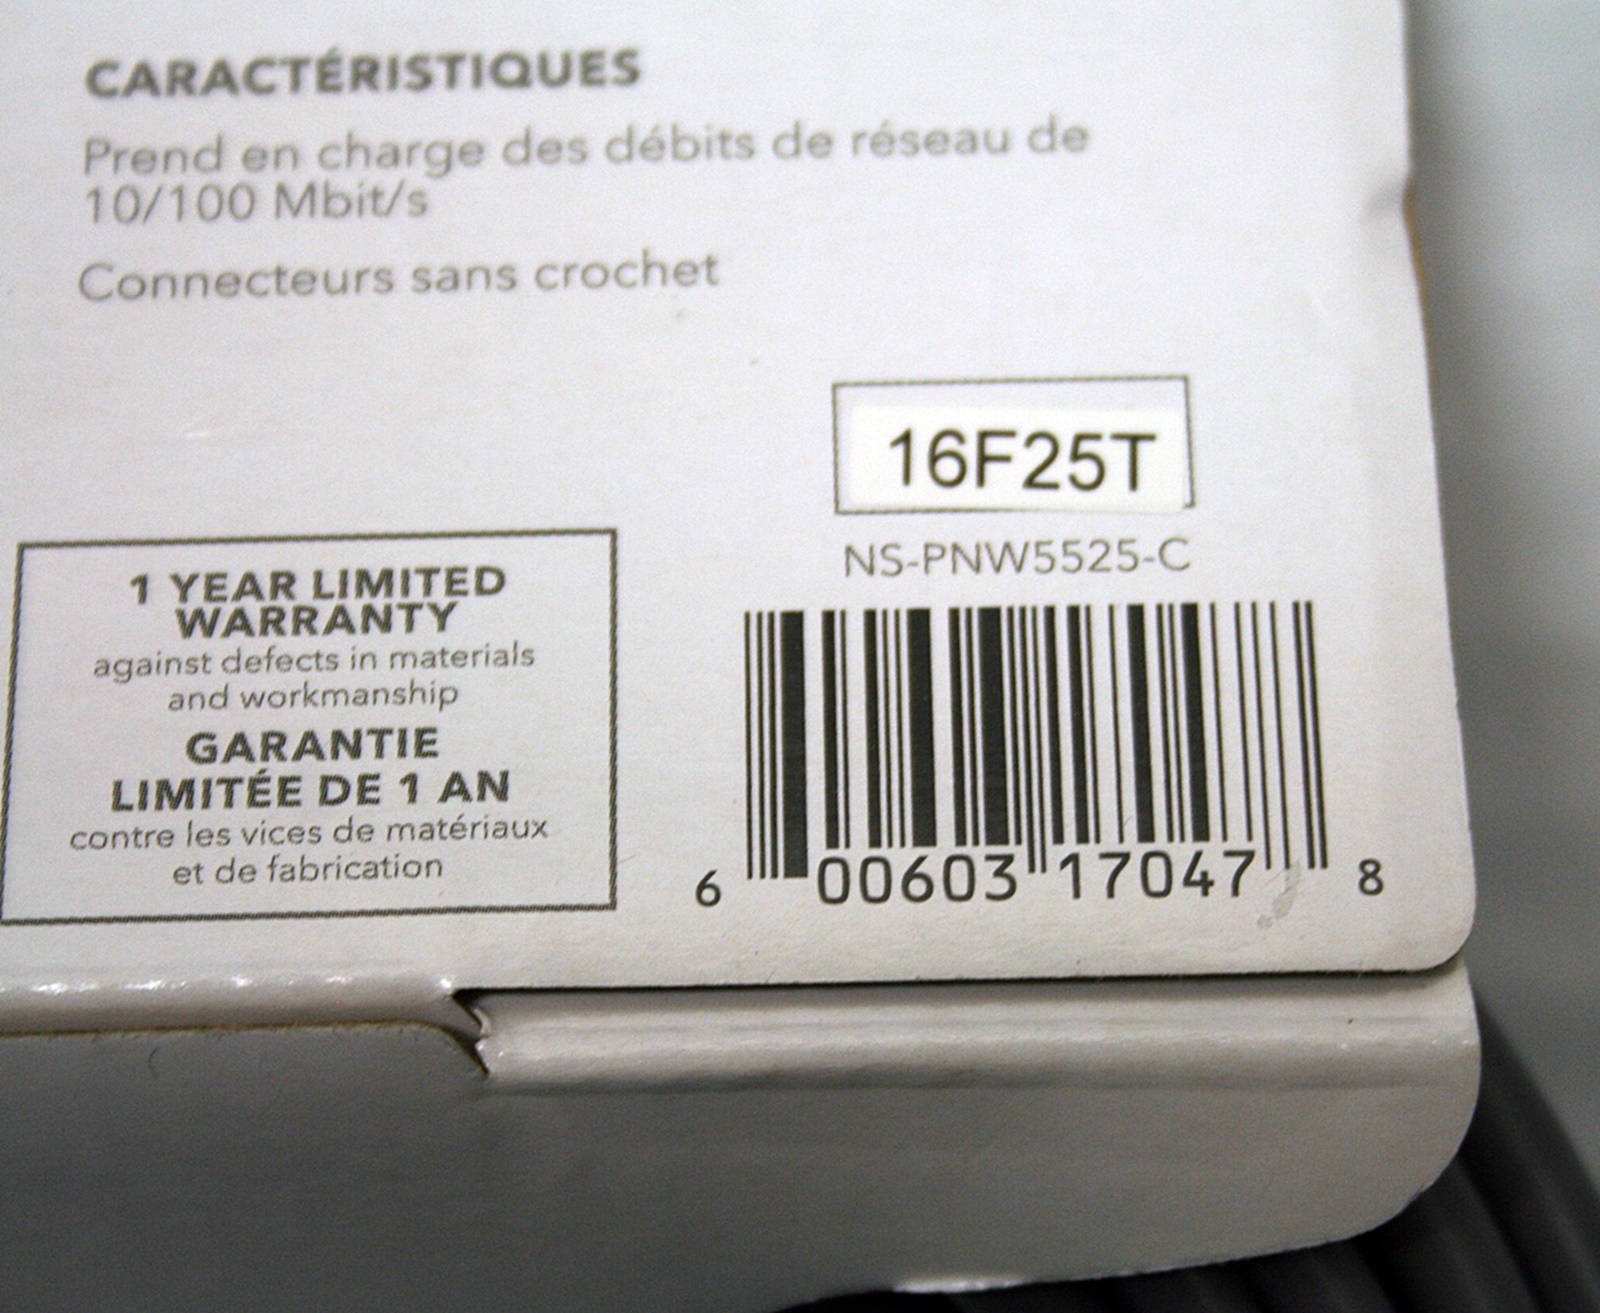 CARACTÉRISTIQUES
Prend en charge des débits de réseau de
10/100 Mbit/s
Connecteurs sans crochet
16F25T
NS-PNW5525-C
1 YEAR LIMITED
WARRANTY
against defects in materials
and workmanship
GARANTIE
LIMITÉE DE 1 AN
contre les vices de matériaux
et de fabrication
6 00603 17047 8